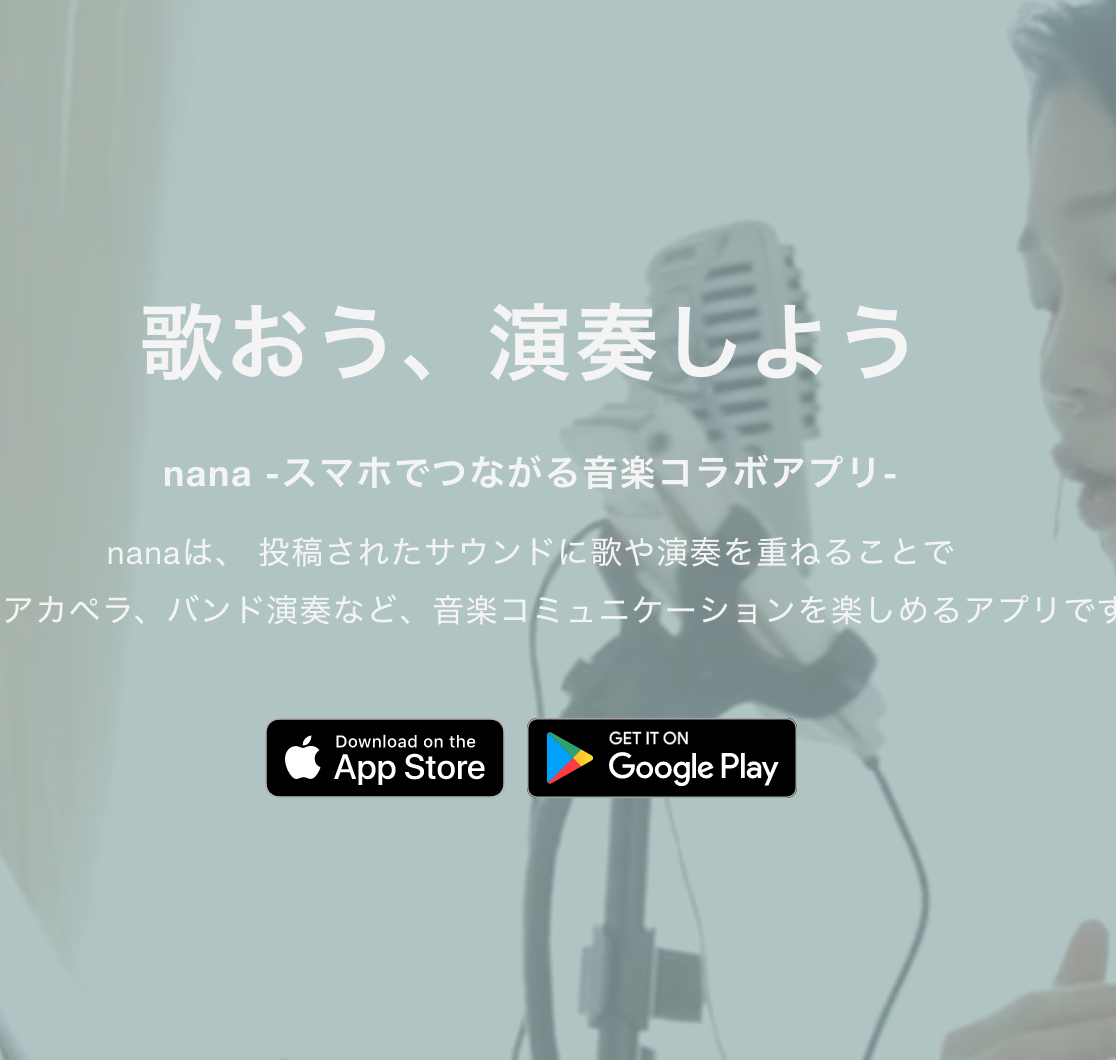 歌おう、演奏しよう
nana -スマホでつながる音楽コラボアプリ-
nanaは、 投稿されたサウンドに歌や演奏を重ねることで
アカペラ、バンド演奏など、音楽コミュニケーションを楽しめるアプリです
Download on the
App Store
GET IT ON
Google Play